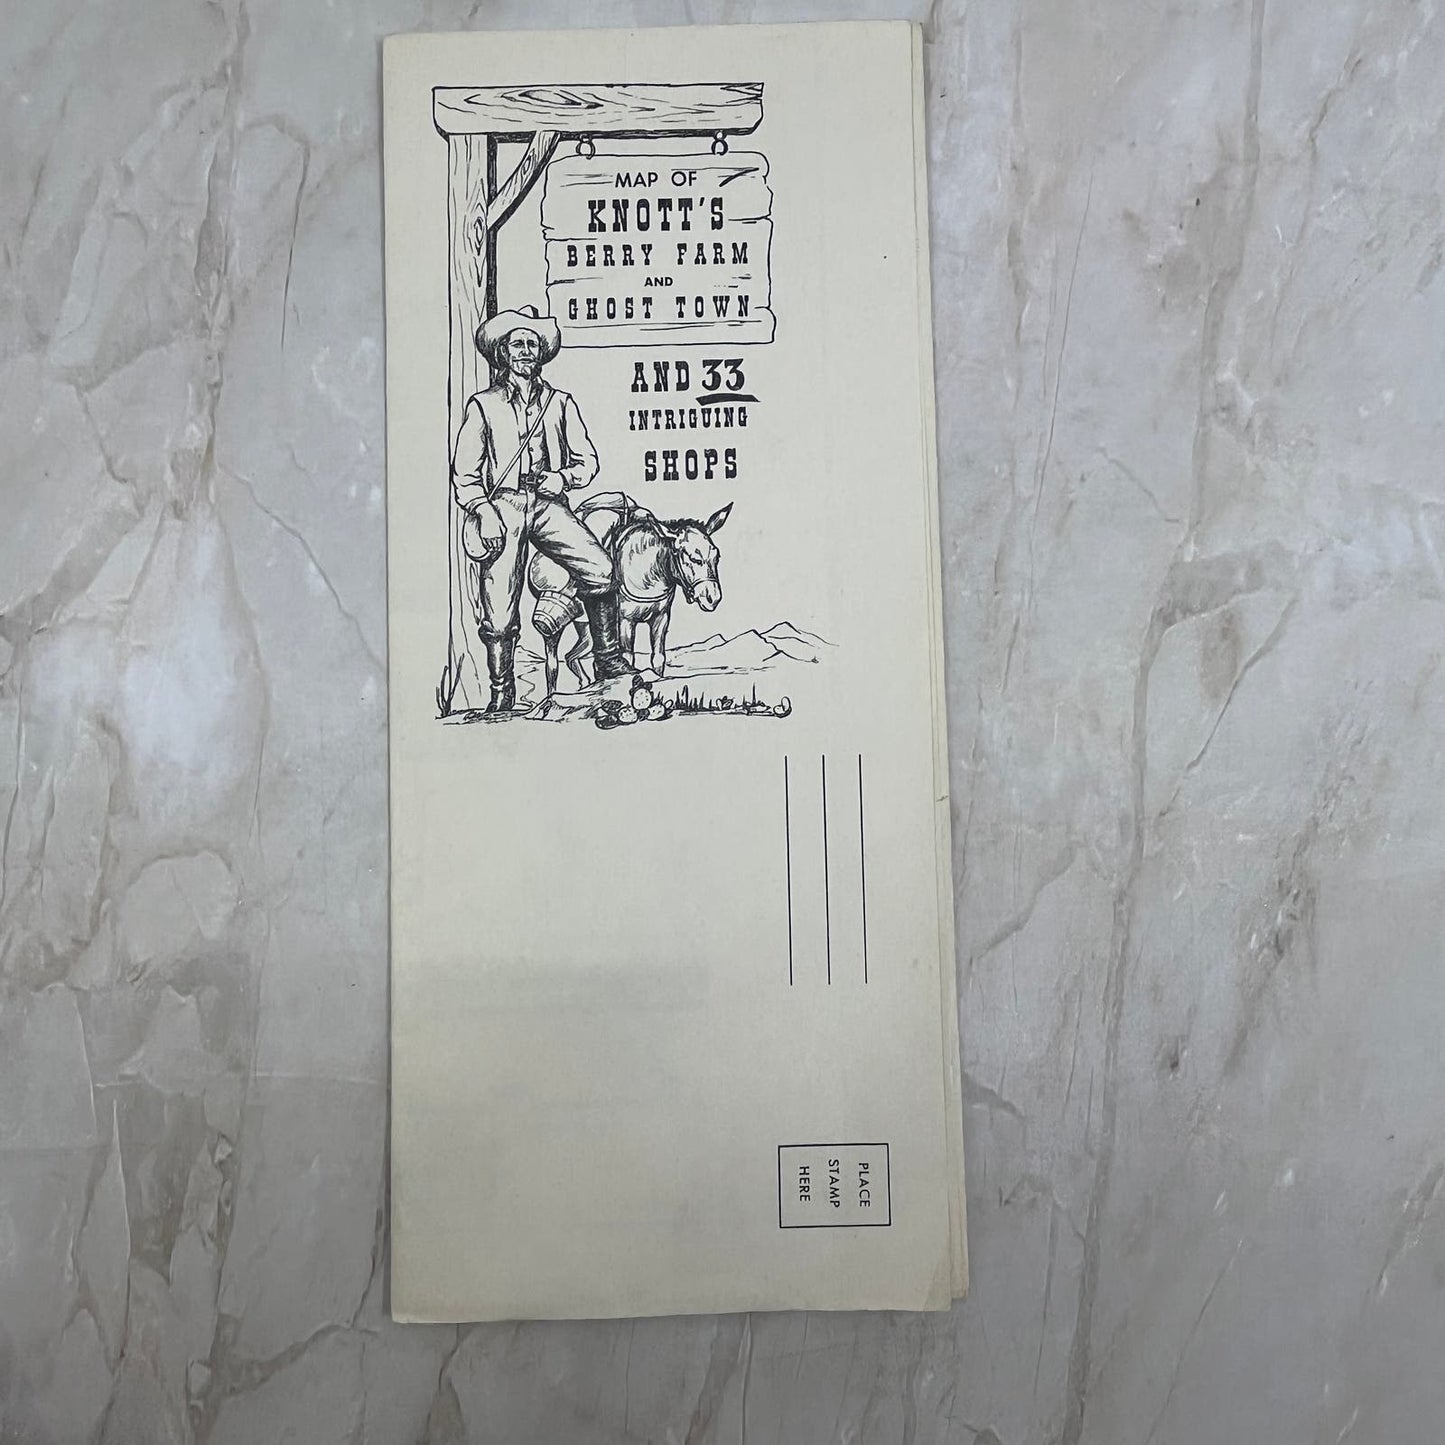 MAP OF
KNOTT'S
BERRY FARM
AND
GHOST TOWN
AND 33
INTRIGUING
SHOPS
PLACE
STAMP
HERE